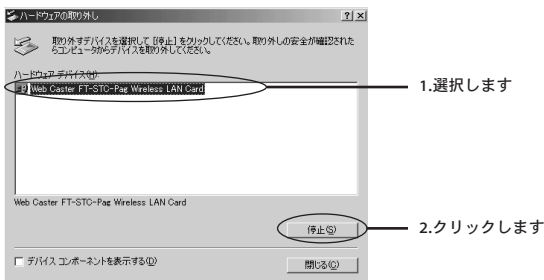 ハードウェアの取り外し
取り外すデバイスを選択して [停止] をクリックしてください。取り外しの安全が確認された
らコンピュータからデバイスを取り外してください。
ハードウェア デバイス(H):
Web Caster FT-STC-Pag Wireless LAN Card
1.選択します
Web Caster FT-STC-Pag Wireless LAN Card
停止(S)
2.クリックします
デバイス コンポーネントを表示する(D)
閉じる(C)